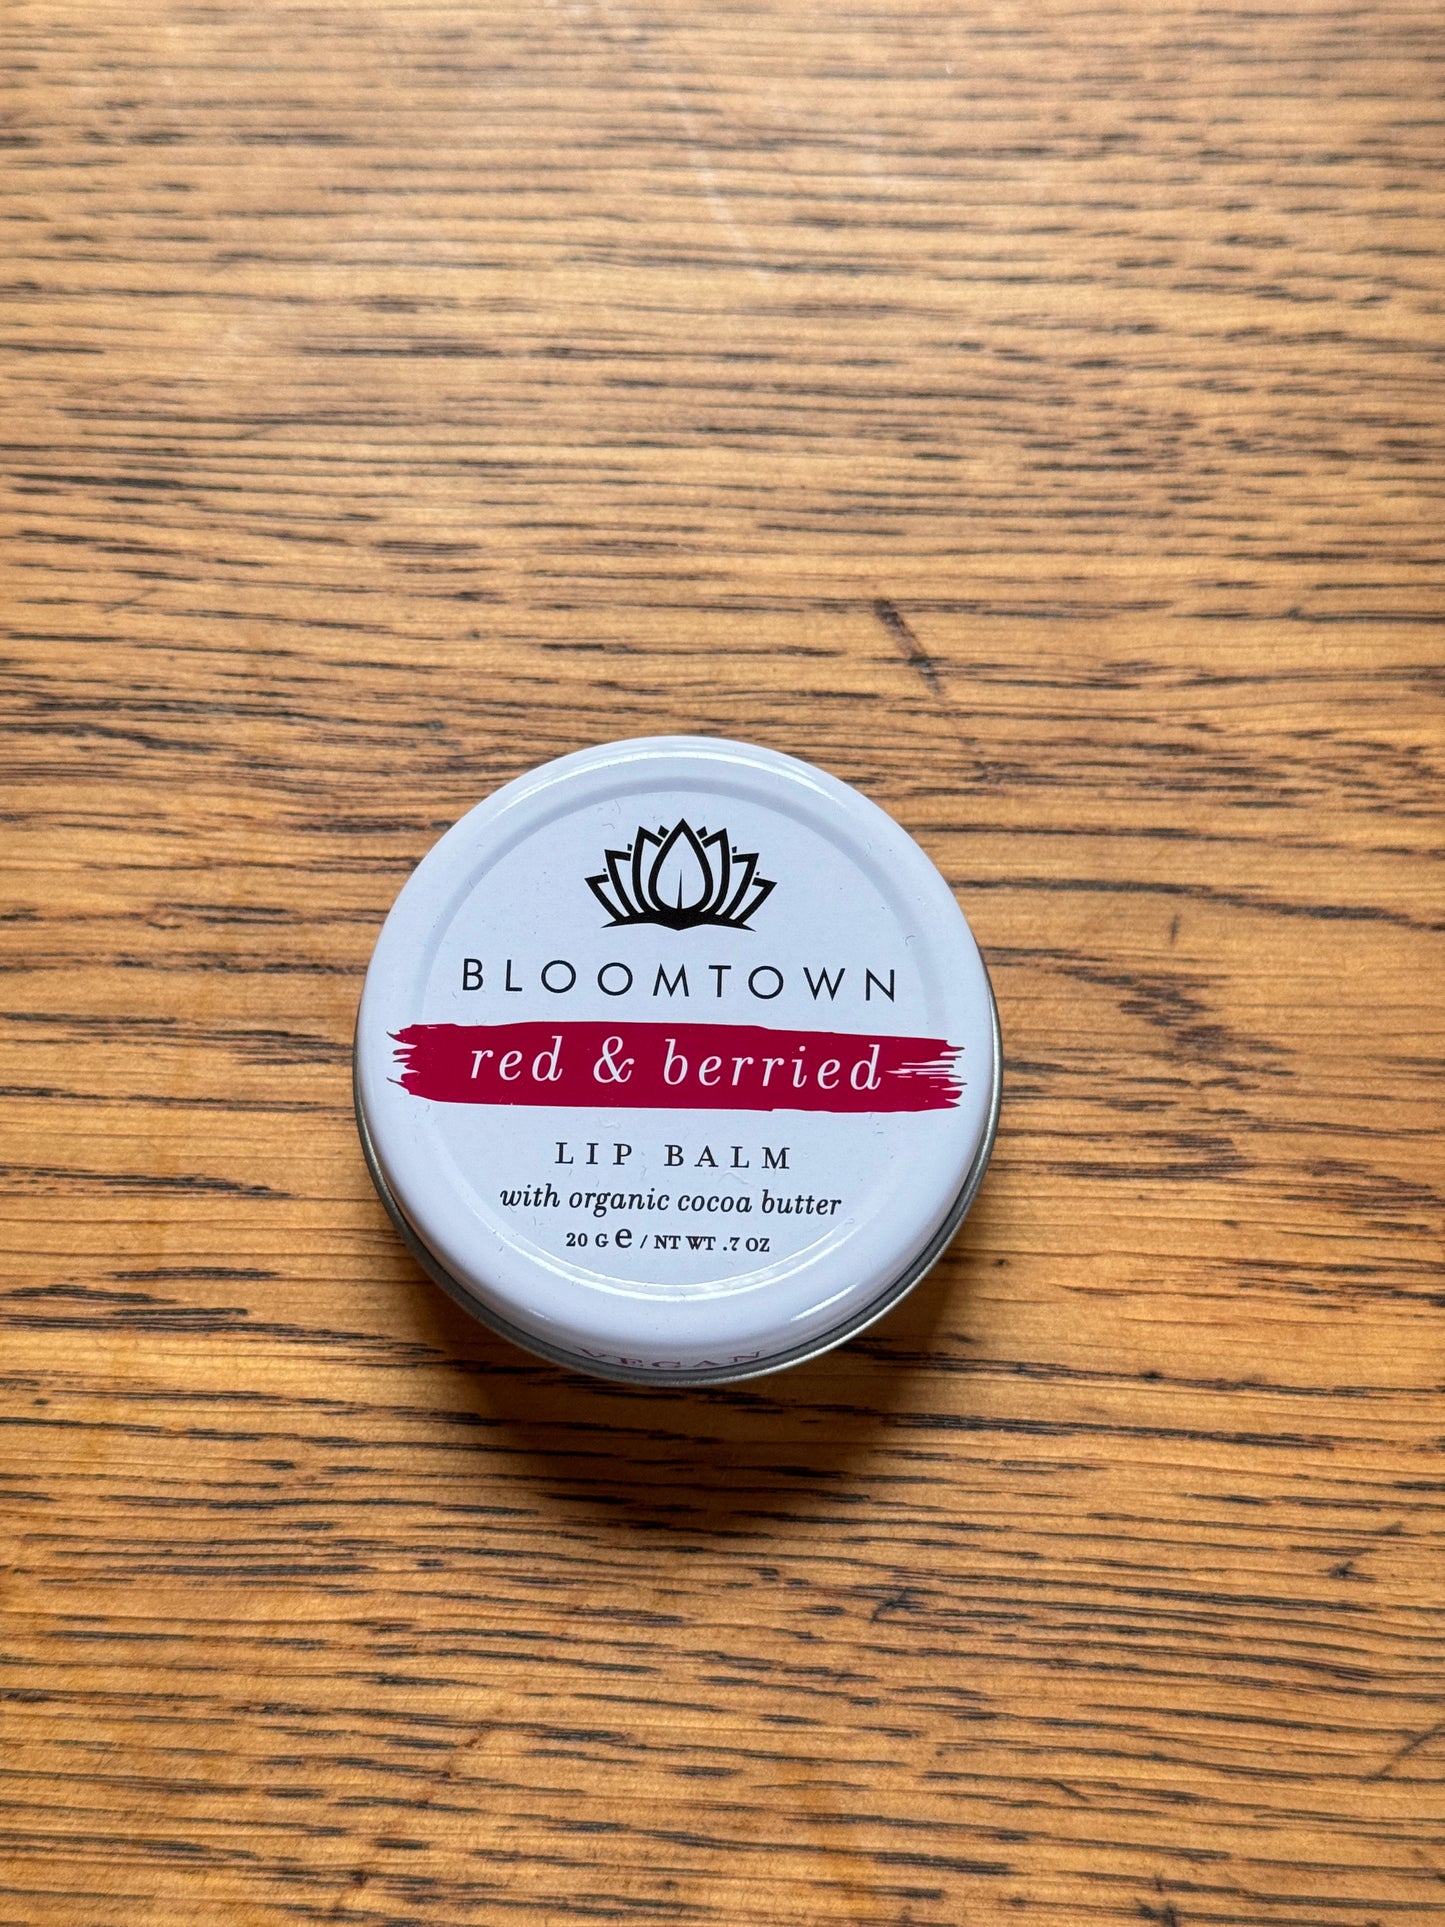 BLOOMTOWN
red & berried
LIP BALM
with organic cocoa butter
20 G e / NT WT .7 OZ
VEGAN